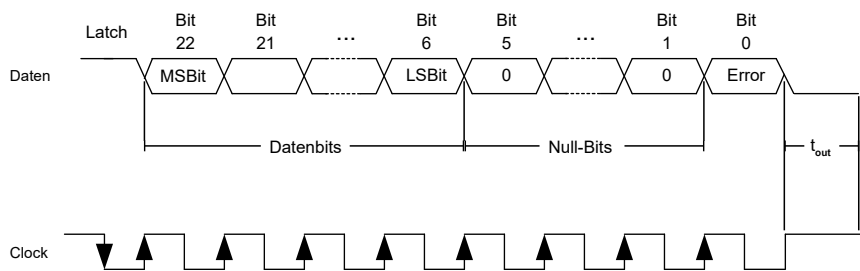 Latch Bit 22 Bit 21 ... Bit 6 Bit 5 ... Bit 1 Bit 0
Daten MSBit LSBit 0 0 Error
Datenbits Null-Bits tout
Clock